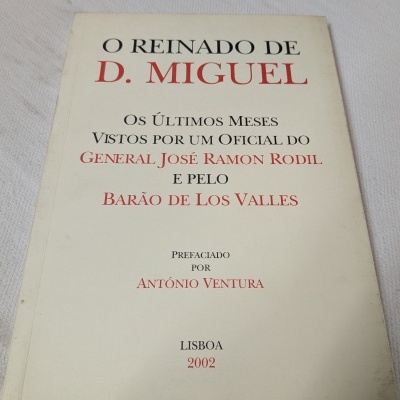 O REINADO DE
D. MIGUEL
OS ÚLTIMOS MESES
VISTOS POR UM OFICIAL DO
GENERAL JOSÉ RAMON RODIL
E PELO
BARÃO DE LOS VALLES
PREFACIADO
POR
ANTÓNIO VENTURA
LISBOA
2002